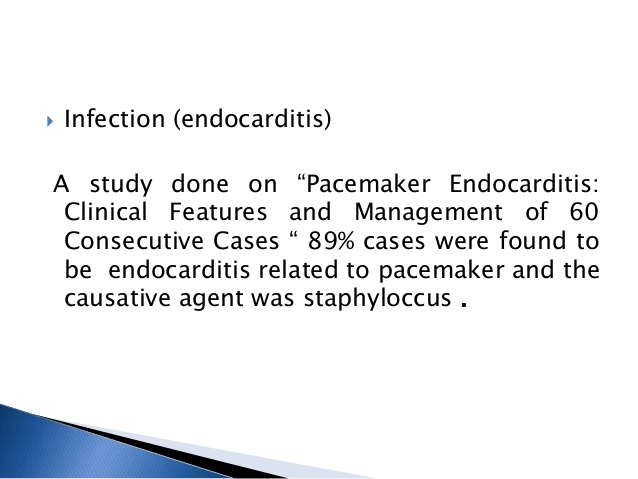 Infection (endocarditis)
A study done on “Pacemaker Endocarditis:
Clinical Features and Management of 60
Consecutive Cases “ 89% cases were found to
be endocarditis related to pacemaker and the
causative agent was staphyloccus .